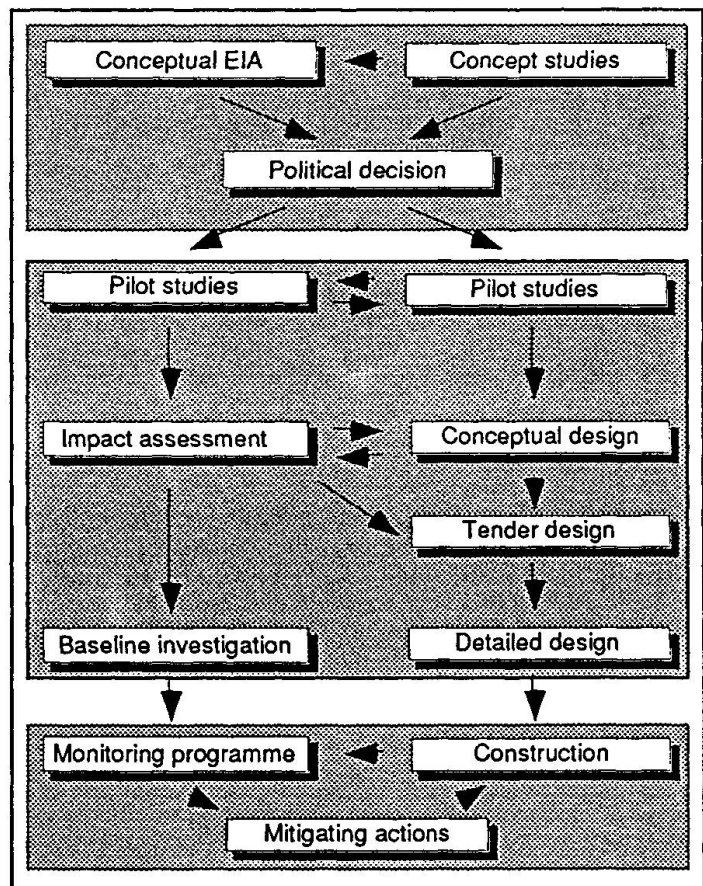 Conceptual EIA
Concept studies
Political decision
Pilot studies
Pilot studies
Impact assessment
Conceptual design
Tender design
Baseline investigation
Detailed design
Monitoring programme
Construction
Mitigating actions